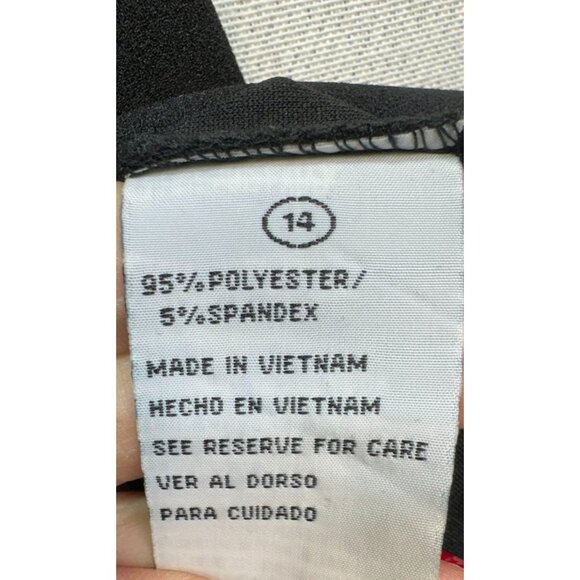 14
95% POLYESTER/
5% SPANDEX
MADE IN VIETNAM
HECHO EN VIETNAM
SEE RESERVE FOR CARE
VER AL DORSO
PARA CUIDADO